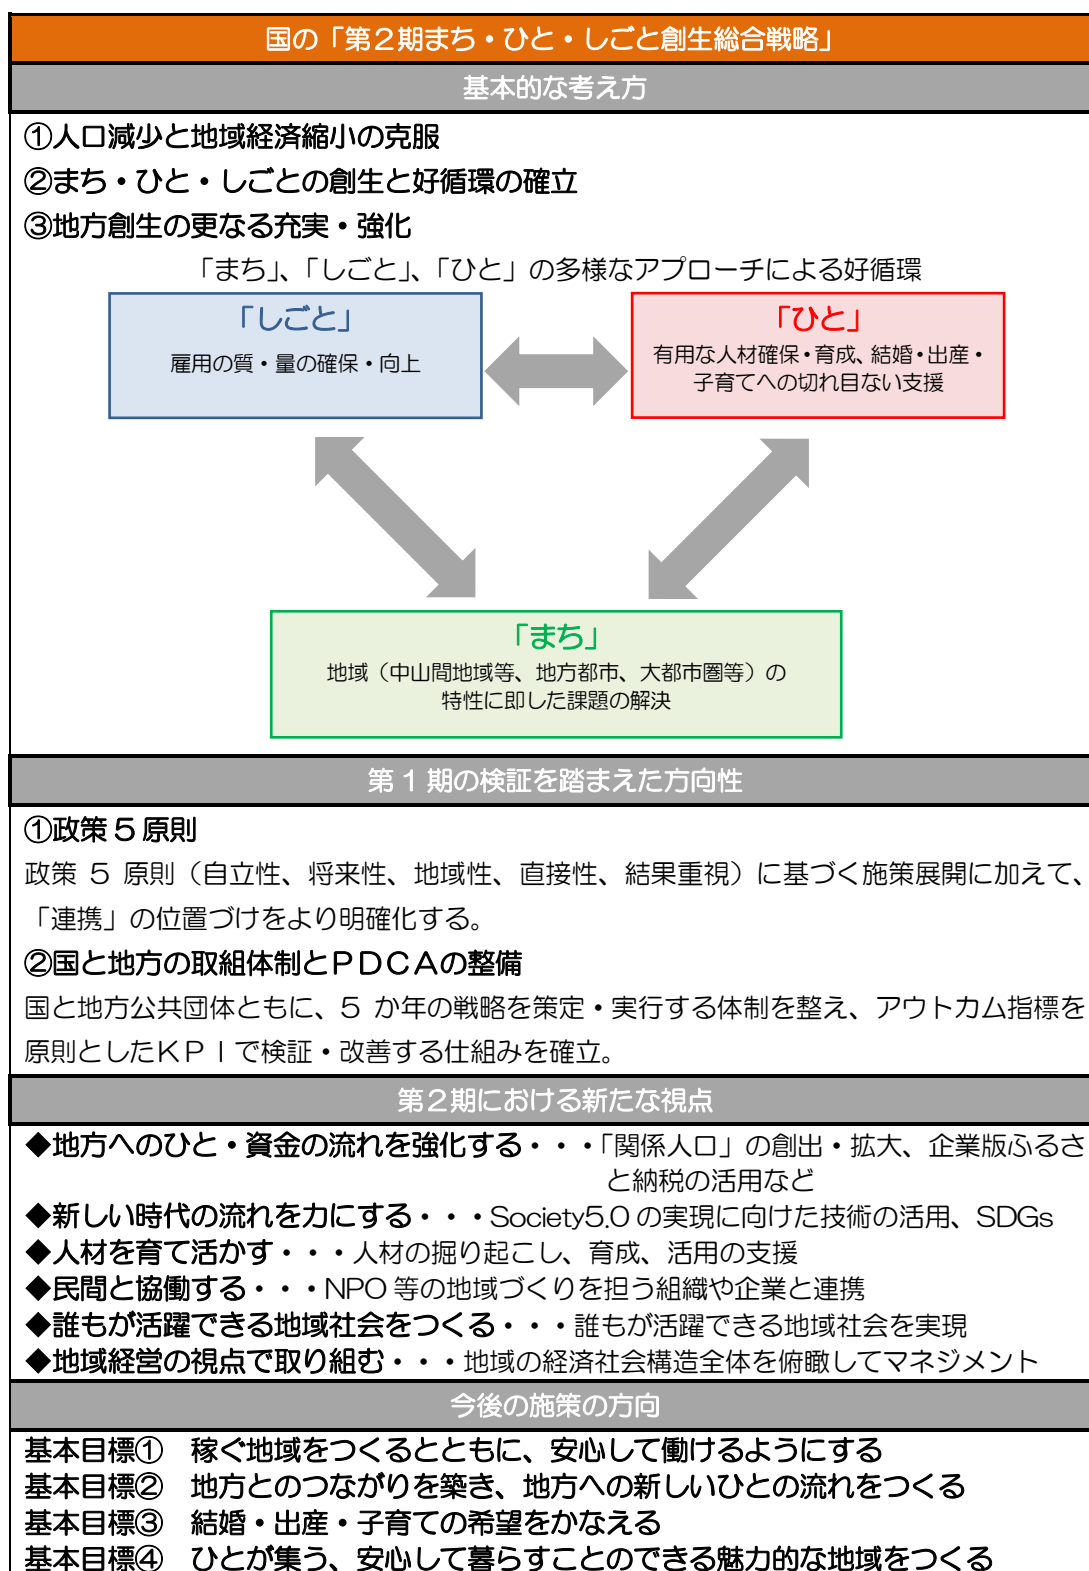 国の「第２期まち・ひと・しごと創生総合戦略」
基本的な考え方
①人口減少と地域経済縮小の克服
②まち・ひと・しごとの創生と好循環の確立
③地方創生の更なる充実・強化
「まち」、「しごと」、「ひと」の多様なアプローチによる好循環
「しごと」
雇用の質・量の確保・向上
「ひと」
有用な人材確保・育成、結婚・出産・
子育てへの切れ目ない支援
「まち」
地域（中山間地域等、地方都市、大都市圏等）の
特性に即した課題の解決
第１期の検証を踏まえた方向性
①政策５原則
政策 ５ 原則（自立性、将来性、地域性、直接性、結果重視）に基づく施策展開に加えて、
「連携」の位置づけをより明確化する。
②国と地方の取組体制とＰＤＣＡの整備
国と地方公共団体ともに、５ か年の戦略を策定・実行する体制を整え、アウトカム指標を
原則としたＫＰＩで検証・改善する仕組みを確立。
第２期における新たな視点
◆地方へのひと・資金の流れを強化する・・・「関係人口」の創出・拡大、企業版ふるさ
と納税の活用など
◆新しい時代の流れを力にする・・・Society5.0 の実現に向けた技術の活用、SDGs
◆人材を育て活かす・・・人材の掘り起こし、育成、活用の支援
◆民間と協働する・・・NPO 等の地域づくりを担う組織や企業と連携
◆誰もが活躍できる地域社会をつくる・・・誰もが活躍できる地域社会を実現
◆地域経営の視点で取り組む・・・地域の経済社会構造全体を俯瞰してマネジメント
今後の施策の方向
基本目標①　稼ぐ地域をつくるとともに、安心して働けるようにする
基本目標②　地方とのつながりを築き、地方への新しいひとの流れをつくる
基本目標③　結婚・出産・子育ての希望をかなえる
基本目標④　ひとが集う、安心して暮らすことのできる魅力的な地域をつくる